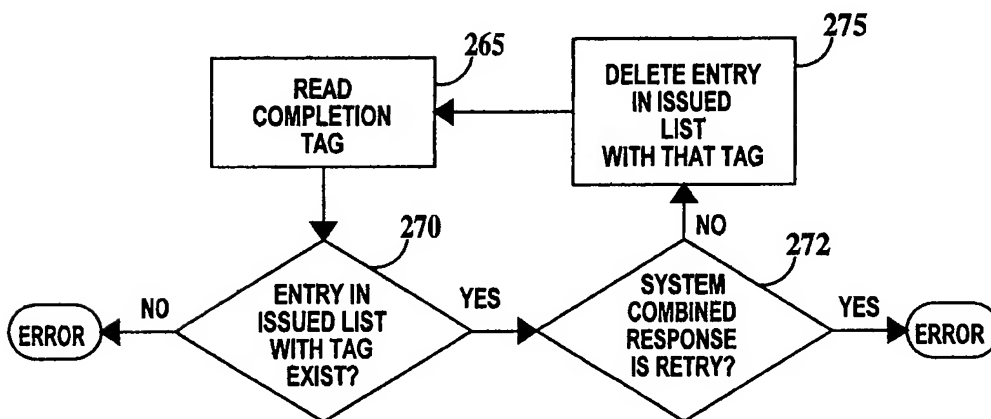 265
READ
COMPLETION
TAG
275
DELETE ENTRY
IN ISSUED
LIST
WITH THAT TAG
270
ENTRY IN
ISSUED LIST
WITH TAG
EXIST?
NO
ERROR
YES
272
SYSTEM
COMBINED
RESPONSE
IS RETRY?
NO
YES
ERROR